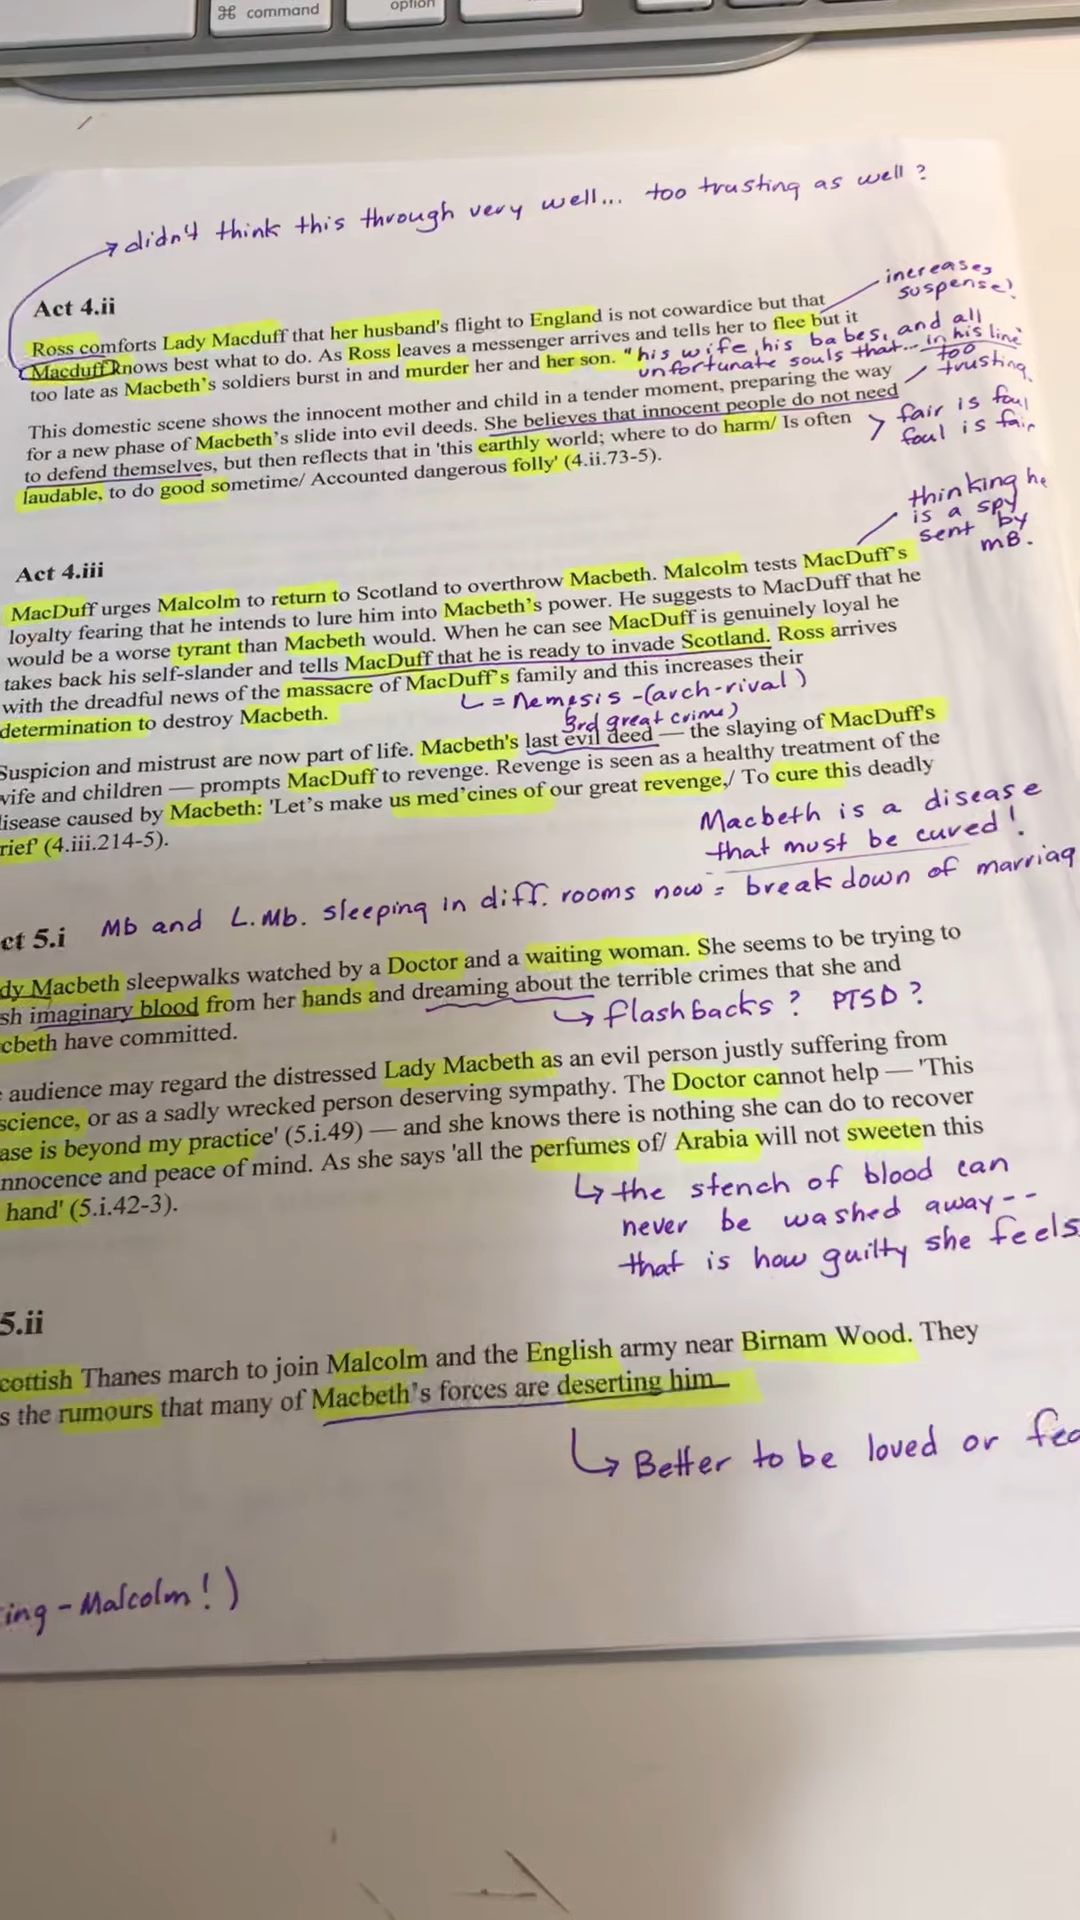 ⌘ command
option
didn't think this through very well... too trusting as well?
Act 4.ii
increases
suspense!
Ross comforts Lady Macduff that her husband's flight to England is not cowardice but that
Macduff knows best what to do. As Ross leaves a messenger arrives and tells her to flee but it
too late as Macbeth's soldiers burst in and murder her and her son. "his wife, his babes, and all
unfortunate souls that... in his line"
too
trusting
This domestic scene shows the innocent mother and child in a tender moment, preparing the way
for a new phase of Macbeth's slide into evil deeds. She believes that innocent people do not need
to defend themselves, but then reflects that in 'this earthly world; where to do harm/ Is often
laudable, to do good sometime/ Accounted dangerous folly' (4.ii.73-5).
fair is foul
foul is fair
thinking he
is a spy
sent by
mB.
Act 4.iii
MacDuff urges Malcolm to return to Scotland to overthrow Macbeth. Malcolm tests MacDuff's
loyalty fearing that he intends to lure him into Macbeth's power. He suggests to MacDuff that he
would be a worse tyrant than Macbeth would. When he can see MacDuff is genuinely loyal he
takes back his self-slander and tells MacDuff that he is ready to invade Scotland. Ross arrives
with the dreadful news of the massacre of MacDuff's family and this increases their
determination to destroy Macbeth.
= nemesis - (arch-rival)
3rd great crime)
Suspicion and mistrust are now part of life. Macbeth's last evil deed — the slaying of MacDuff's
wife and children — prompts MacDuff to revenge. Revenge is seen as a healthy treatment of the
disease caused by Macbeth: 'Let's make us med'cines of our great revenge,/ To cure this deadly
rief' (4.iii.214-5).
Macbeth is a disease
that must be cured!
Mb and L.Mb. sleeping in diff. rooms now = breakdown of marriag
ct 5.i
dy Macbeth sleepwalks watched by a Doctor and a waiting woman. She seems to be trying to
sh imaginary blood from her hands and dreaming about the terrible crimes that she and
cbeth have committed.
flashbacks? PTSD?
audience may regard the distressed Lady Macbeth as an evil person justly suffering from
science, or as a sadly wrecked person deserving sympathy. The Doctor cannot help — 'This
ase is beyond my practice' (5.i.49) — and she knows there is nothing she can do to recover
nnocence and peace of mind. As she says 'all the perfumes of/ Arabia will not sweeten this
hand' (5.i.42-3).
the stench of blood can
never be washed away--
that is how guilty she feels
5.ii
cottish Thanes march to join Malcolm and the English army near Birnam Wood. They
s the rumours that many of Macbeth's forces are deserting him
Better to be loved or fea
ing - Malcolm!)